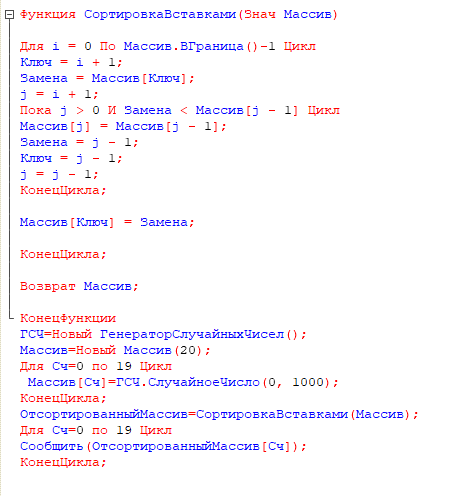 Функция СортировкаВставками(Знач Массив)
Для i = 0 По Массив.ВГраница()-1 Цикл
Ключ = i + 1;
Замена = Массив[Ключ];
j = i + 1;
Пока j > 0 И Замена < Массив[j - 1] Цикл
Массив[j] = Массив[j - 1];
Замена = j - 1;
Ключ = j - 1;
j = j - 1;
КонецЦикла;
Массив[Ключ] = Замена;
КонецЦикла;
Возврат Массив;
КонецФункции
ГСЧ=Новый ГенераторСлучайныхЧисел();
Массив=Новый Массив(20);
Для Сч=0 по 19 Цикл
Массив[Сч]=ГСЧ.СлучайноеЧисло(0, 1000);
КонецЦикла;
ОтсортированныйМассив=СортировкаВставками(Массив);
Для Сч=0 по 19 Цикл
Сообщить(ОтсортированныйМассив[Сч]);
КонецЦикла;